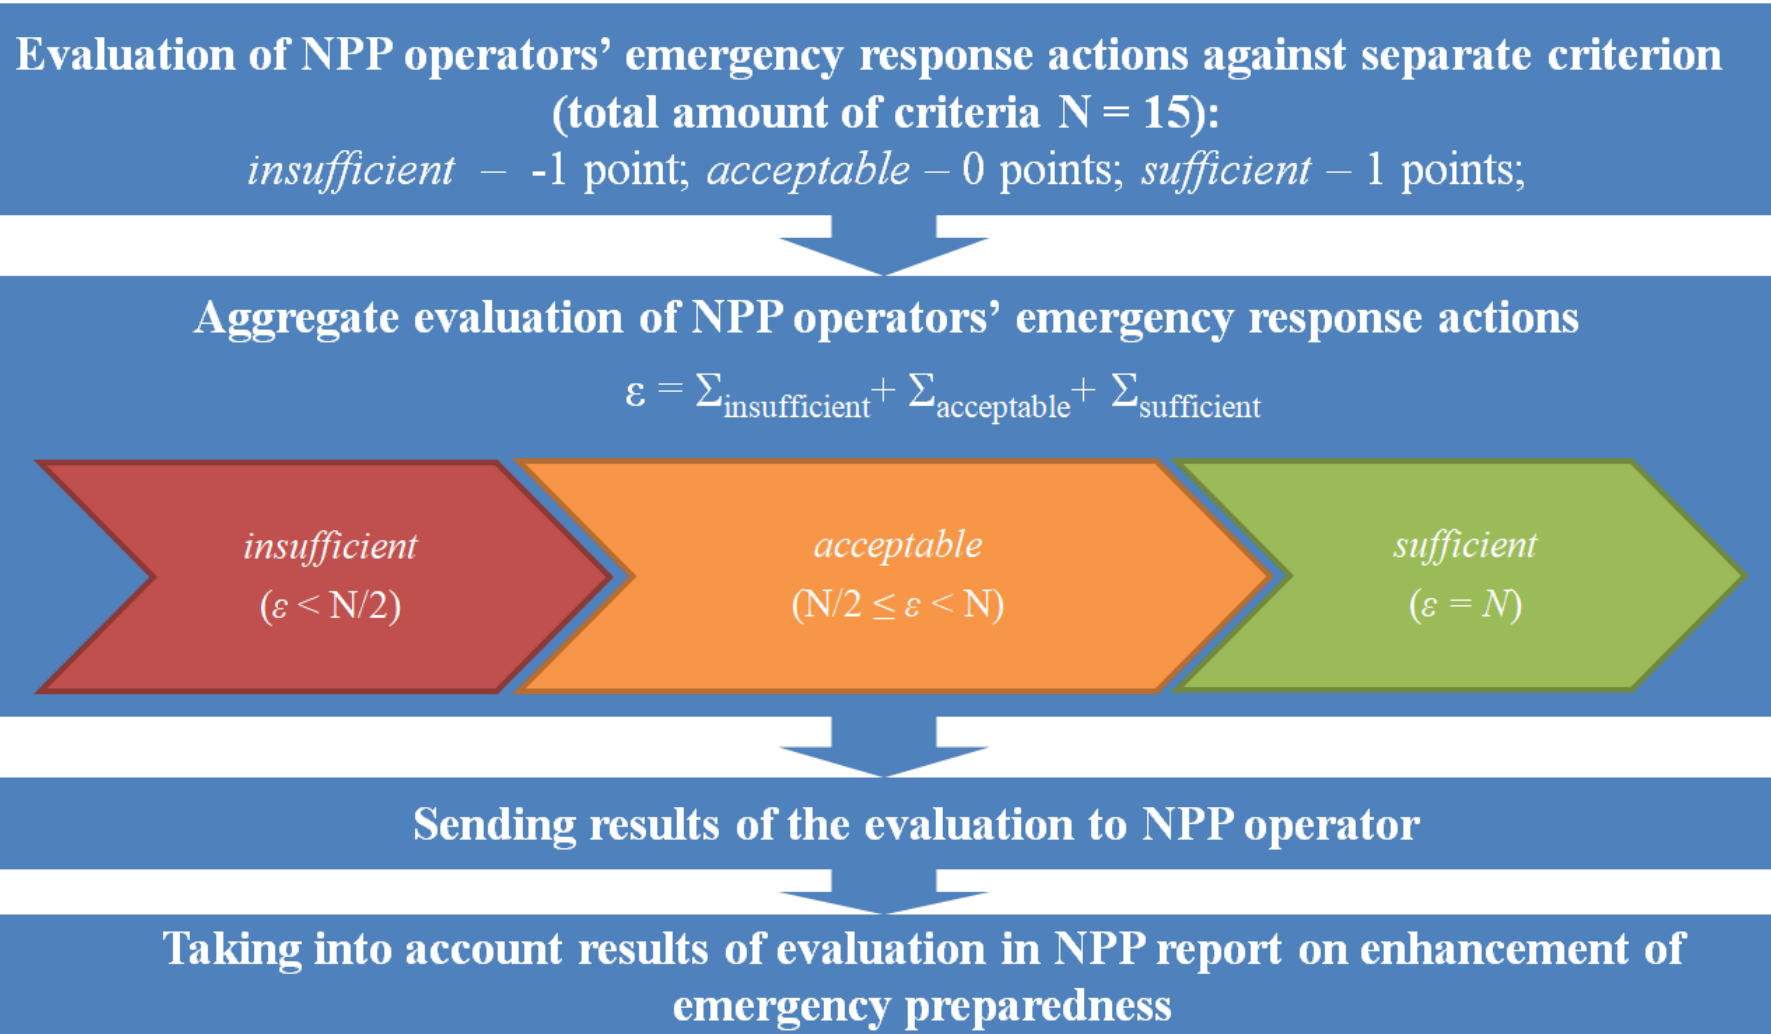 Evaluation of NPP operators’ emergency response actions against separate criterion
(total amount of criteria N = 15):
insufficient – -1 point; acceptable – 0 points; sufficient – 1 points;
Aggregate evaluation of NPP operators’ emergency response actions
ε = Σinsufficient+ Σacceptable+ Σsufficient
insufficient
(ε < N/2)
acceptable
(N/2 ≤ ε < N)
sufficient
(ε = N)
Sending results of the evaluation to NPP operator
Taking into account results of evaluation in NPP report on enhancement of
emergency preparedness